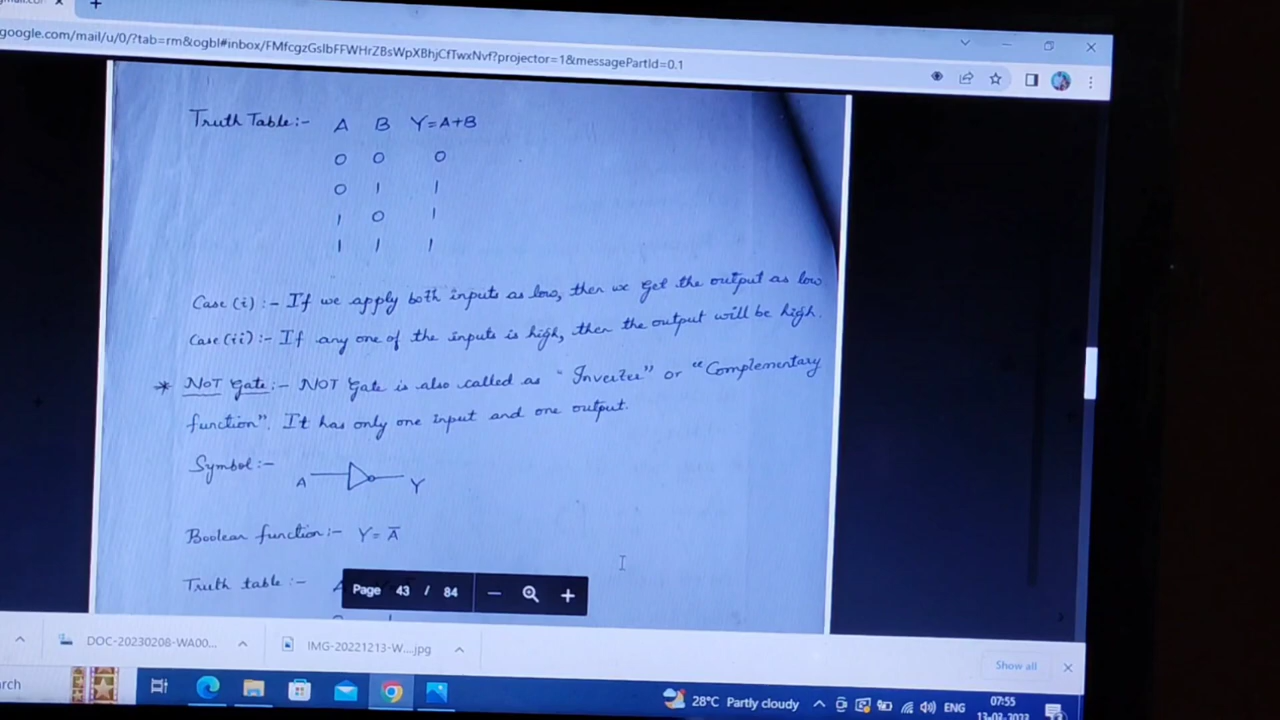 google.com/mail/u/0/?tab=rm&ogbl#inbox/FMfcgzGslbFFWHrZBsWpXBhjCfTwxNvf?projector=1&messagePartId=0.1
Truth Table:- A B Y=A+B
0 0 0
0 1 1
1 0 1
1 1 1
Case (i) :- If we apply both inputs as low, then we get the output as low
Case (ii) :- If any one of the inputs is high, then the output will be high.
* NOT Gate :- NOT Gate is also called as "Inverter" or "Complementary
function". It has only one input and one output.
Symbol :-
A Y
Boolean function :- Y = A̅
Truth table :-
Page 43 / 84
DOC-20230208-WA00...
IMG-20221213-W....jpg
Show all
28°C Partly cloudy
ENG
07:55